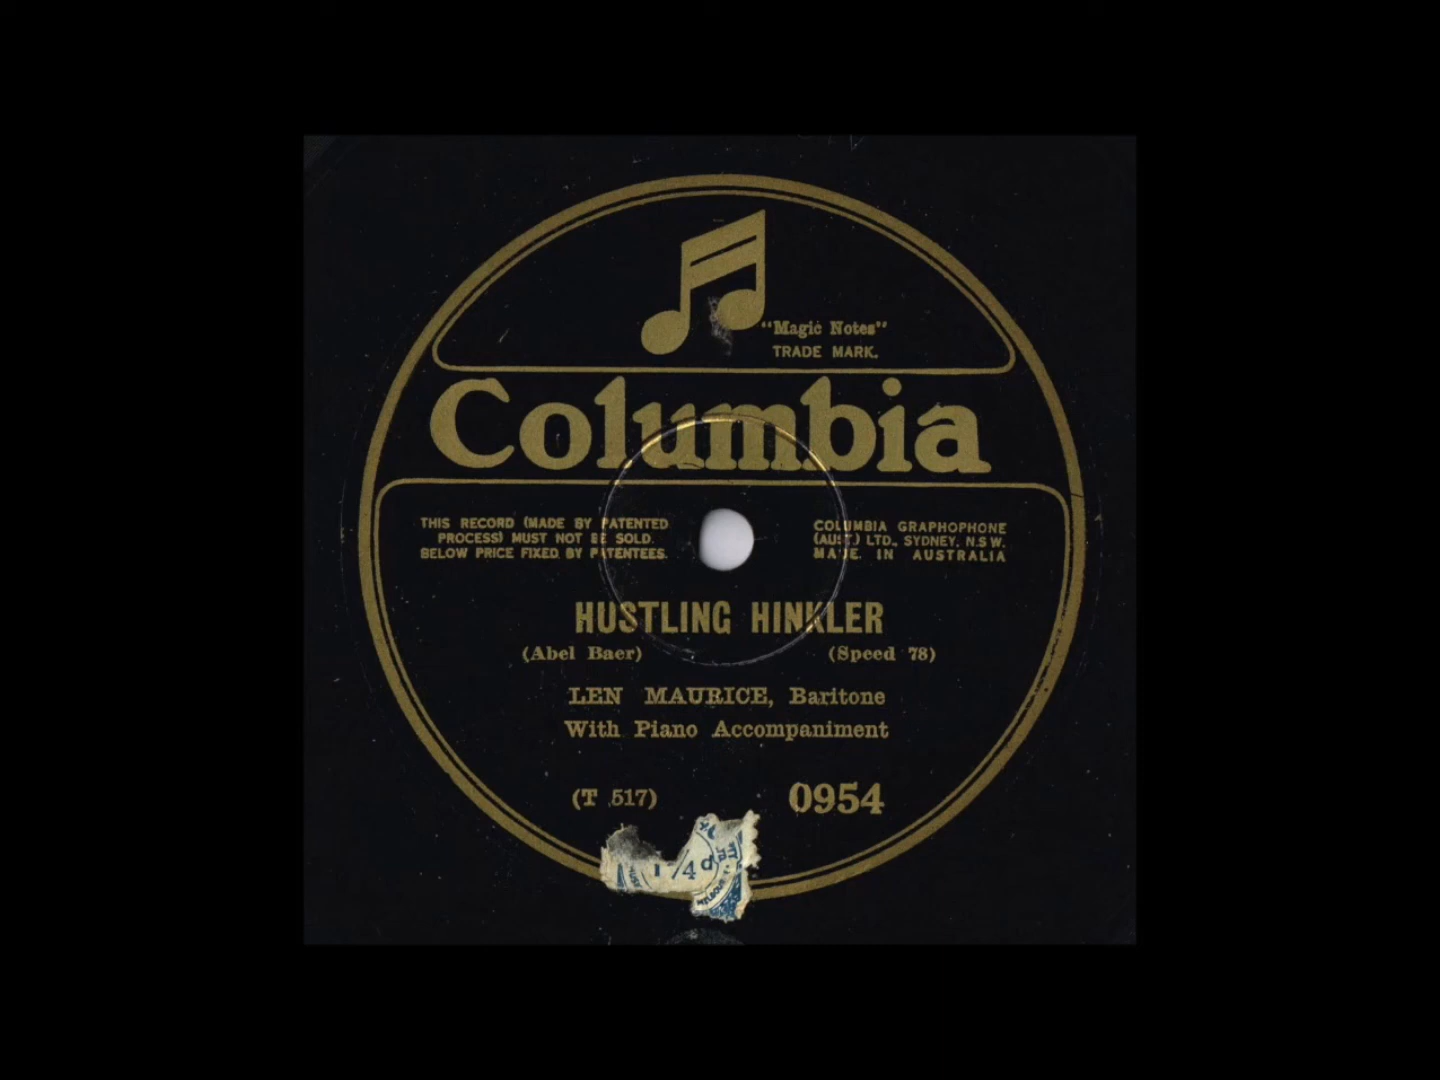 "Magic Notes"
TRADE MARK.
Columbia
THIS RECORD (MADE BY PATENTED
PROCESS) MUST NOT BE SOLD
BELOW PRICE FIXED BY PATENTEES.
COLUMBIA GRAPHOPHONE
(AUST.) LTD., SYDNEY, N.S.W.
MADE IN AUSTRALIA
HUSTLING HINKLER
(Abel Baer) (Speed 78)
LEN MAURICE, Baritone
With Piano Accompaniment
(T 517) 0954
1/4d